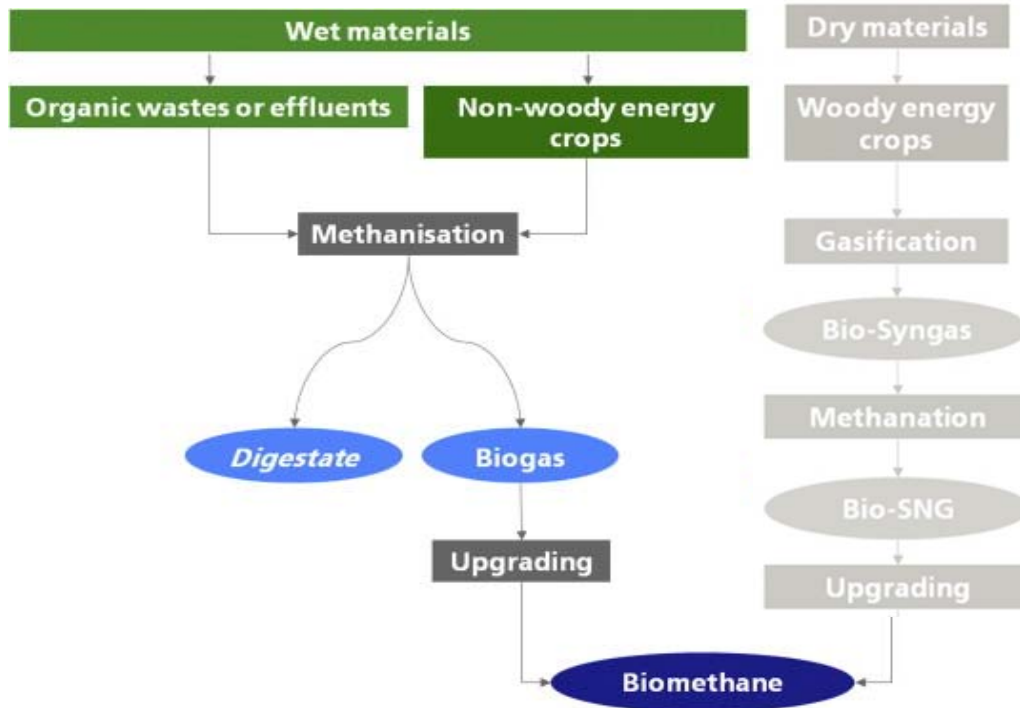 Wet materials
Dry materials
Organic wastes or effluents
Non-woody energy
crops
Woody energy
crops
Methanisation
Gasification
Bio-Syngas
Methanation
Digestate
Biogas
Bio-SNG
Upgrading
Upgrading
Biomethane